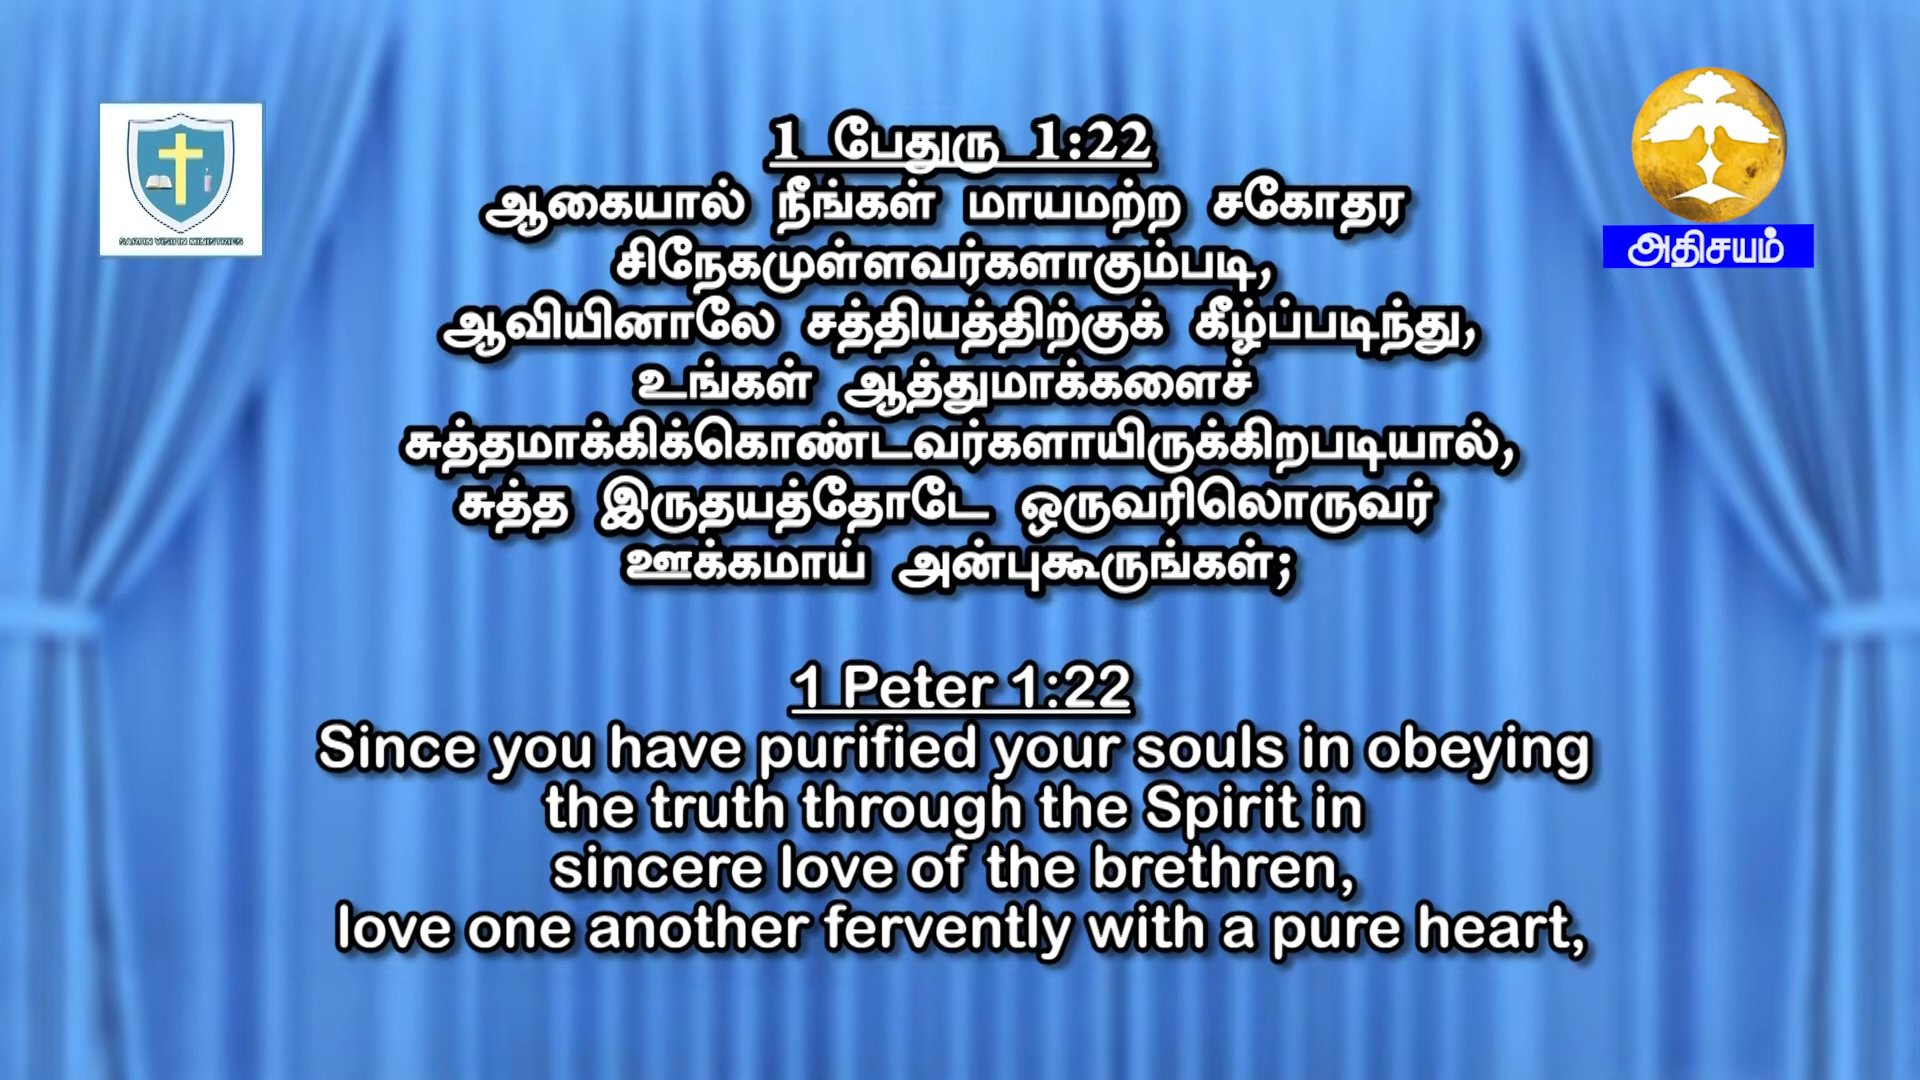 1 பேதுரு 1:22
ஆகையால் நீங்கள் மாயமற்ற சகோதர
சிநேகமுள்ளவர்களாகும்படி,
ஆவியினாலே சத்தியத்திற்குக் கீழ்ப்படிந்து,
உங்கள் ஆத்துமாக்களைச்
சுத்தமாக்கிக்கொண்டவர்களாயிருக்கிறபடியால்,
சுத்த இருதயத்தோடே ஒருவரிலொருவர்
ஊக்கமாய் அன்புகூருங்கள்;
1 Peter 1:22
Since you have purified your souls in obeying
the truth through the Spirit in
sincere love of the brethren,
love one another fervently with a pure heart,
அதிசயம்
MINISTRIES